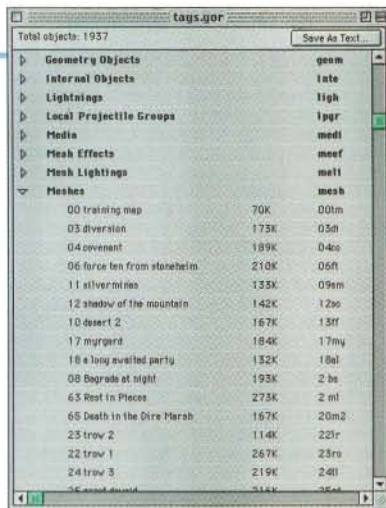 tags.gor
Total objects: 1937 Save As Text...
Geometry Objects geom
Internal Objects inte
Lightnings ligh
Local Projectile Groups lpgr
Media medi
Mesh Effects meef
Mesh Lightings meli
Meshes mesh
00 training map 70K 00tm
03 diversion 173K 03di
04 covenant 189K 04co
06 force ten from stoneheim 210K 06ft
11 silvermines 133K 09sm
12 shadow of the mountain 142K 12so
10 desert 2 167K 13ff
17 myrgard 184K 17my
18 a long awaited party 132K 18al
08 Bagrada at night 193K 2 ba
63 Rest in Pieces 273K 2 ml
65 Death in the Dire Marsh 167K 20m2
23 trow 2 114K 22tr
22 trow 1 267K 23ro
24 trow 3 219K 24tl